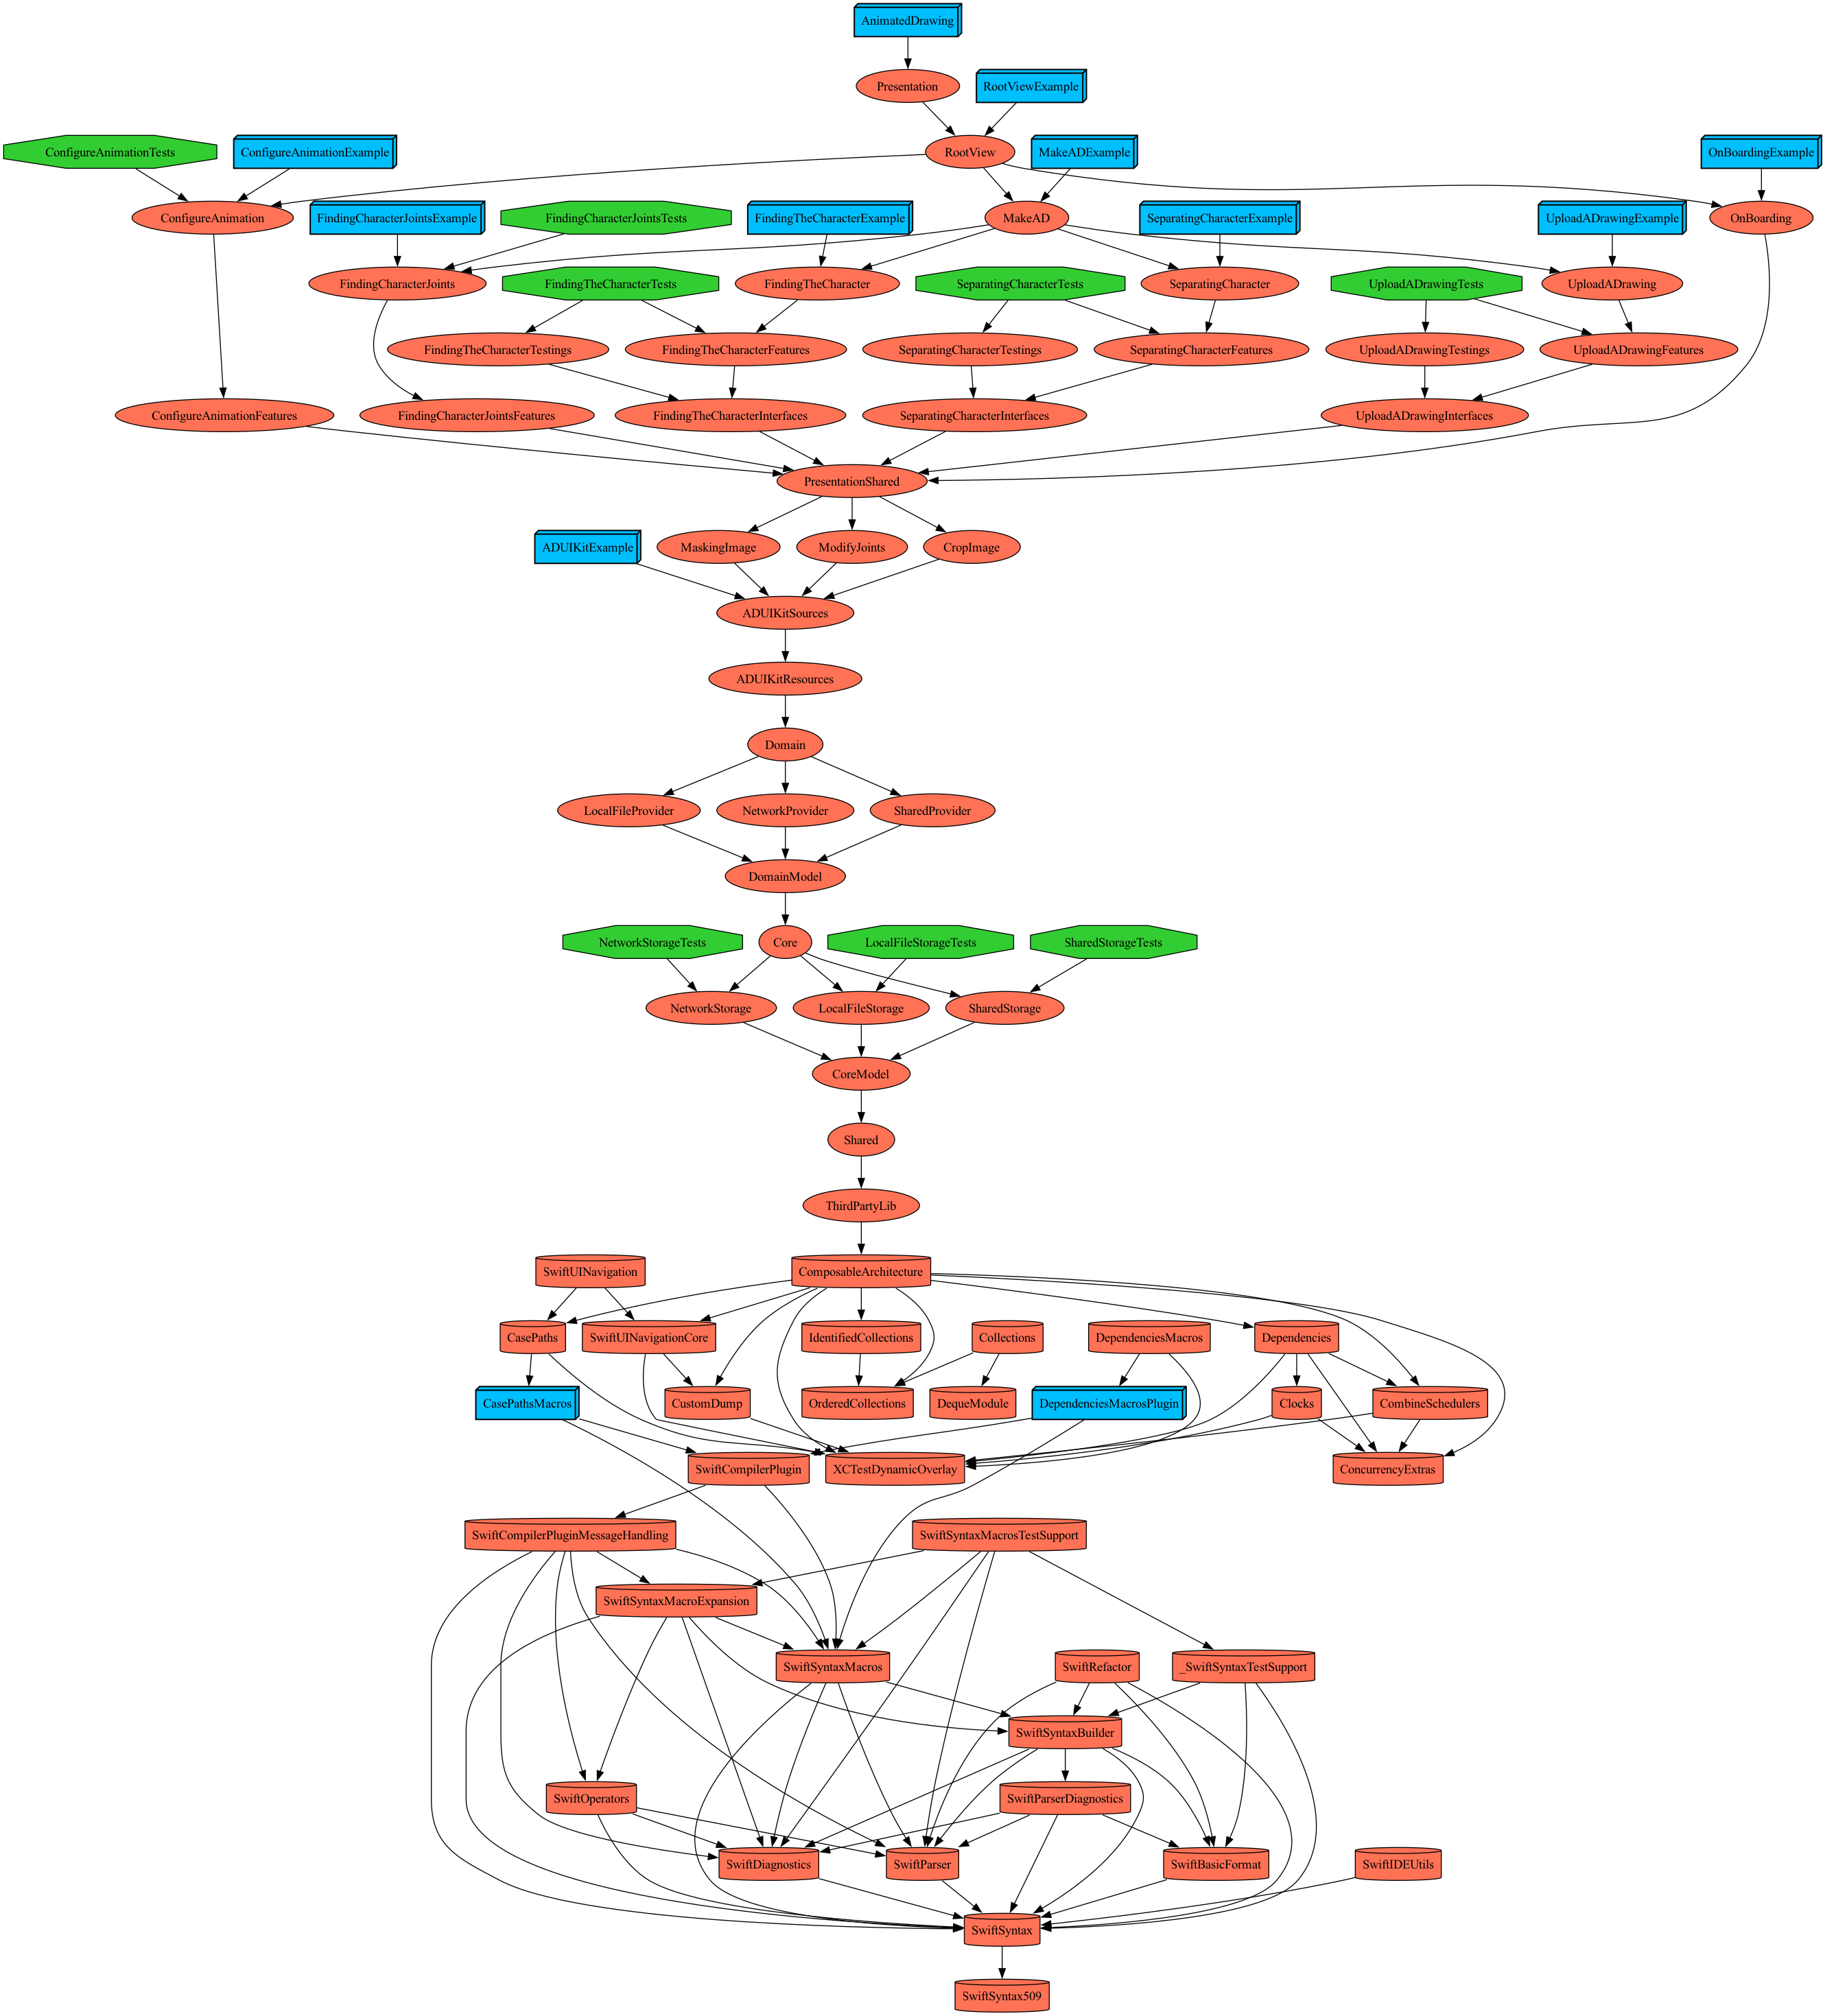 AnimatedDrawing
Presentation
RootViewExample
ConfigureAnimationTests
ConfigureAnimationExample
RootView
MakeADExample
OnBoardingExample
ConfigureAnimation
FindingCharacterJointsExample
FindingCharacterJointsTests
FindingTheCharacterExample
MakeAD
SeparatingCharacterExample
UploadADrawingExample
OnBoarding
FindingCharacterJoints
FindingTheCharacterTests
FindingTheCharacter
SeparatingCharacterTests
SeparatingCharacter
UploadADrawingTests
UploadADrawing
FindingTheCharacterTestings
FindingTheCharacterFeatures
SeparatingCharacterTestings
SeparatingCharacterFeatures
UploadADrawingTestings
UploadADrawingFeatures
ConfigureAnimationFeatures
FindingCharacterJointsFeatures
FindingTheCharacterInterfaces
SeparatingCharacterInterfaces
UploadADrawingInterfaces
PresentationShared
ADUIKitExample
MaskingImage
ModifyJoints
CropImage
ADUIKitSources
ADUIKitResources
Domain
LocalFileProvider
NetworkProvider
SharedProvider
DomainModel
NetworkStorageTests
Core
LocalFileStorageTests
SharedStorageTests
NetworkStorage
LocalFileStorage
SharedStorage
CoreModel
Shared
ThirdPartyLib
SwiftUINavigation
ComposableArchitecture
CasePaths
SwiftUINavigationCore
IdentifiedCollections
Collections
DependenciesMacros
Dependencies
CasePathsMacros
CustomDump
OrderedCollections
DequeModule
DependenciesMacrosPlugin
Clocks
CombineSchedulers
SwiftCompilerPlugin
XCTestDynamicOverlay
ConcurrencyExtras
SwiftCompilerPluginMessageHandling
SwiftSyntaxMacrosTestSupport
SwiftSyntaxMacroExpansion
SwiftSyntaxMacros
SwiftRefactor
_SwiftSyntaxTestSupport
SwiftSyntaxBuilder
SwiftOperators
SwiftParserDiagnostics
SwiftDiagnostics
SwiftParser
SwiftBasicFormat
SwiftIDEUtils
SwiftSyntax
SwiftSyntax509